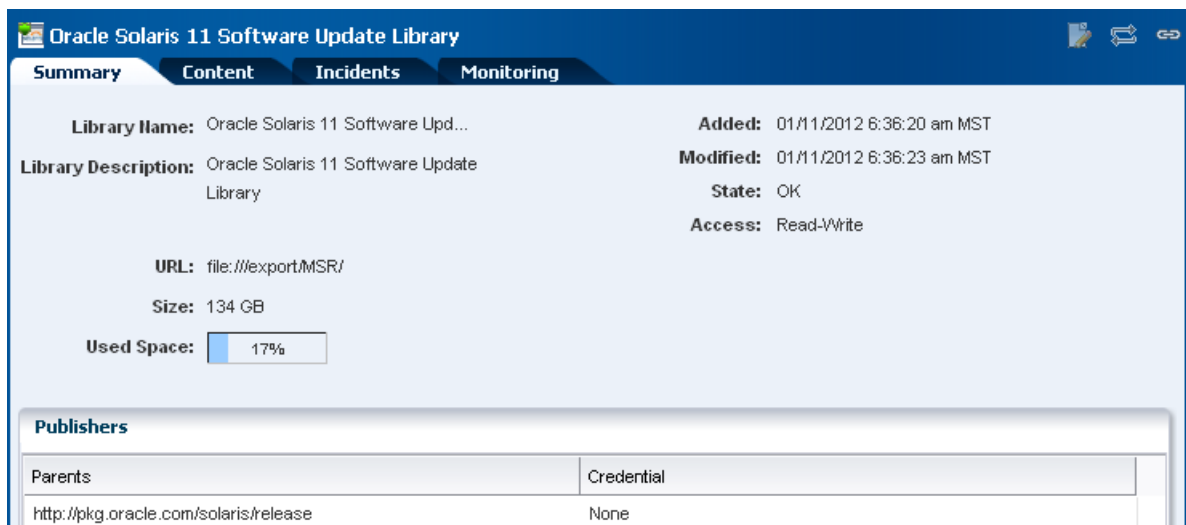 Oracle Solaris 11 Software Update Library
Summary Content Incidents Monitoring
Library Name: Oracle Solaris 11 Software Upd...
Library Description: Oracle Solaris 11 Software Update
Library
URL: file:///export/MSR/
Size: 134 GB
Used Space: 17%
Added: 01/11/2012 6:36:20 am MST
Modified: 01/11/2012 6:36:23 am MST
State: OK
Access: Read-Write
Publishers
Parents Credential
http://pkg.oracle.com/solaris/release None